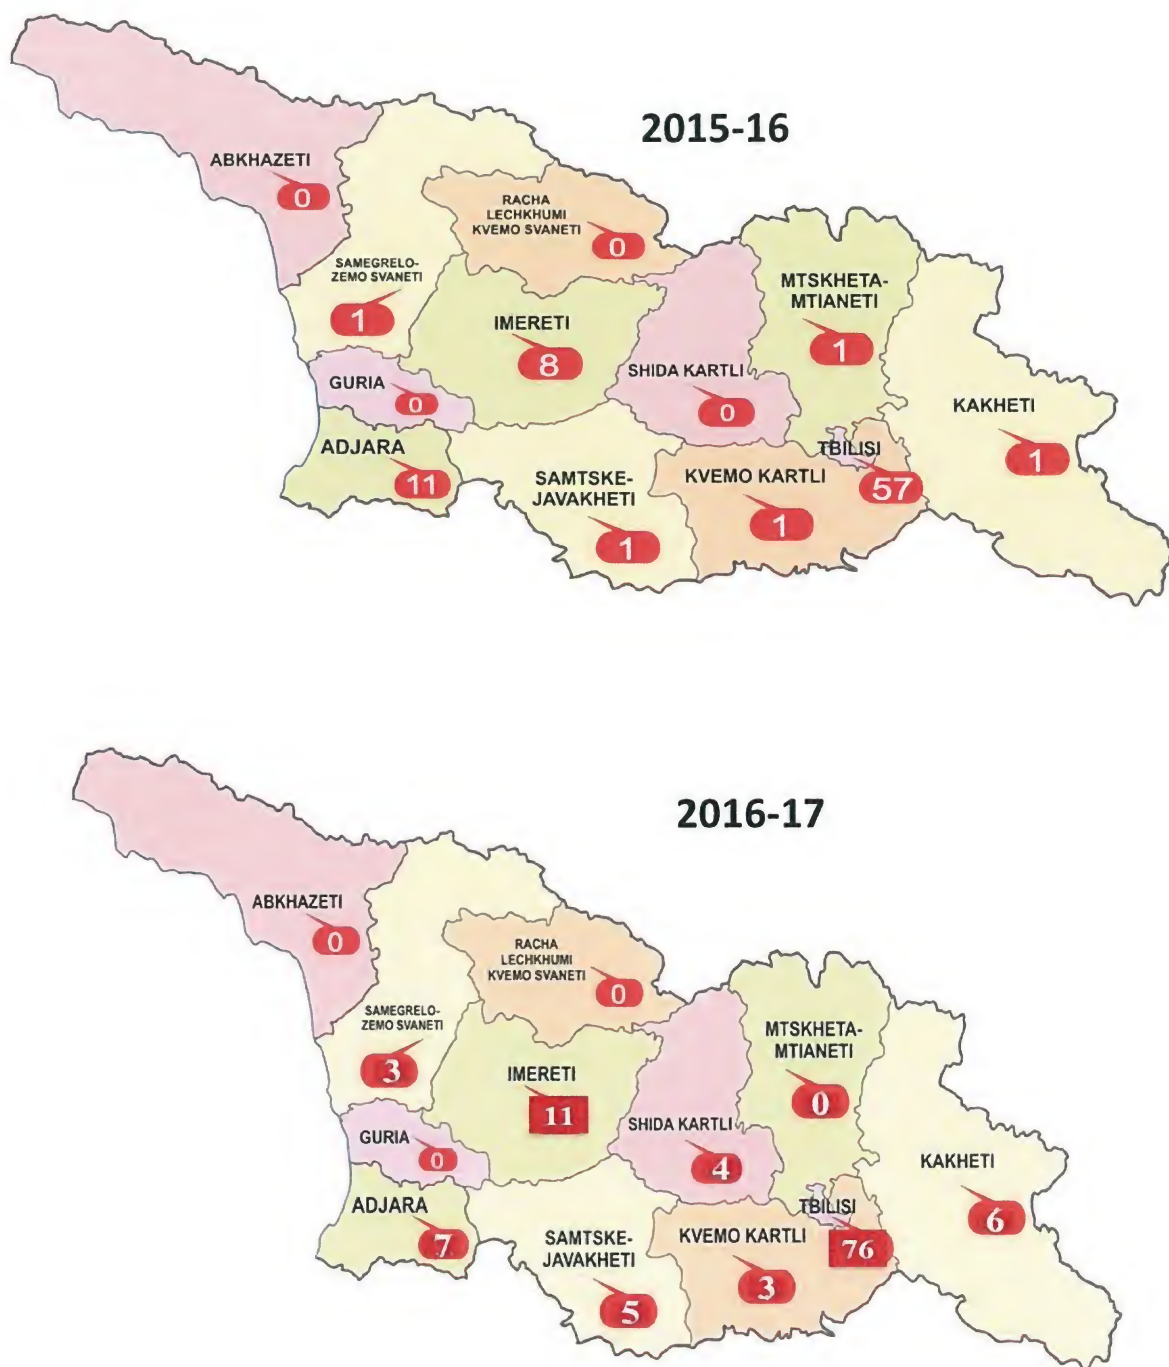 2015-16
ABKHAZETI
0
RACHA
LECHKHUMI
KVEMO SVANETI
0
SAMEGRELO-
ZEMO SVANETI
1
IMERETI
8
MTSKHETA-
MTIANETI
1
SHIDA KARTLI
0
GURIA
0
KAKHETI
1
ADJARA
11
TBILISI
57
SAMTSKE-
JAVAKHETI
1
KVEMO KARTLI
1
2016-17
ABKHAZETI
0
RACHA
LECHKHUMI
KVEMO SVANETI
0
SAMEGRELO-
ZEMO SVANETI
3
IMERETI
11
MTSKHETA-
MTIANETI
0
SHIDA KARTLI
4
GURIA
0
KAKHETI
6
ADJARA
7
TBILISI
76
SAMTSKE-
JAVAKHETI
5
KVEMO KARTLI
3